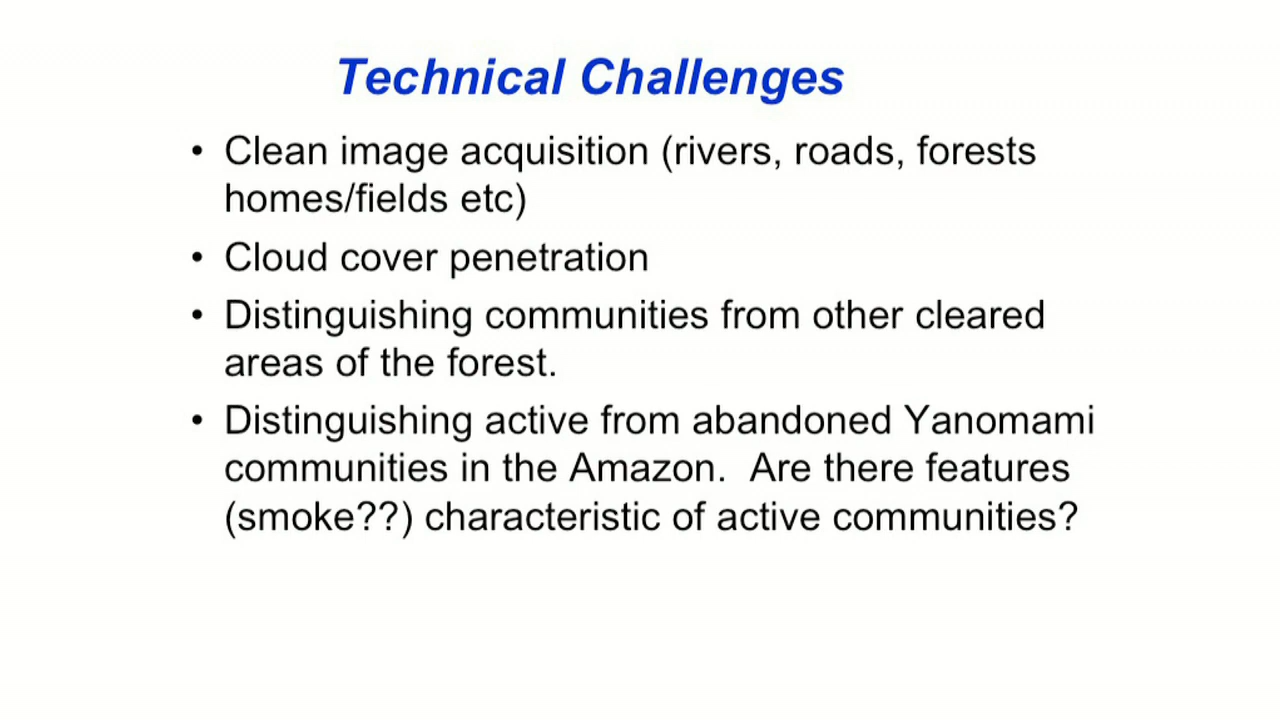 Technical Challenges
• Clean image acquisition (rivers, roads, forests
homes/fields etc)
• Cloud cover penetration
• Distinguishing communities from other cleared
areas of the forest.
• Distinguishing active from abandoned Yanomami
communities in the Amazon.  Are there features
(smoke??) characteristic of active communities?